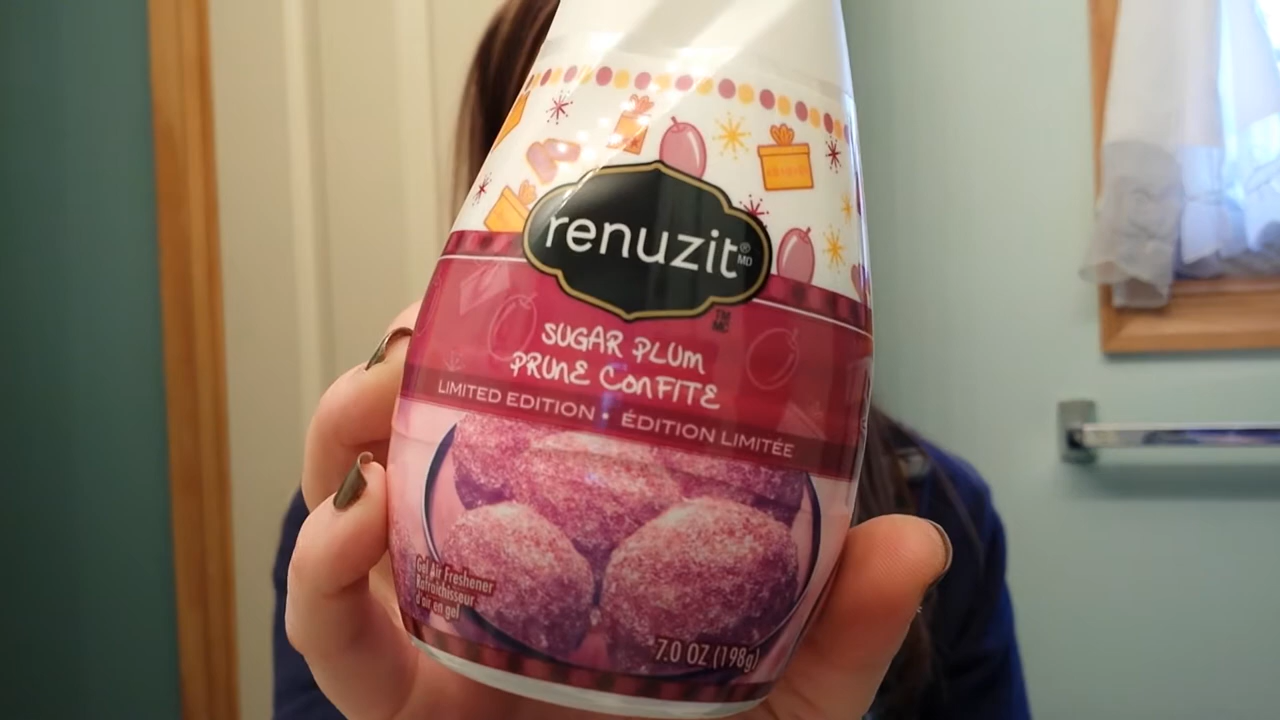 renuzit®
MD
TM
MC
SUGAR PLUM
PRUNE CONFITE
LIMITED EDITION • ÉDITION LIMITÉE
Gel Air Freshener
Rafraîchisseur
d'air en gel
7.0 OZ (198g)